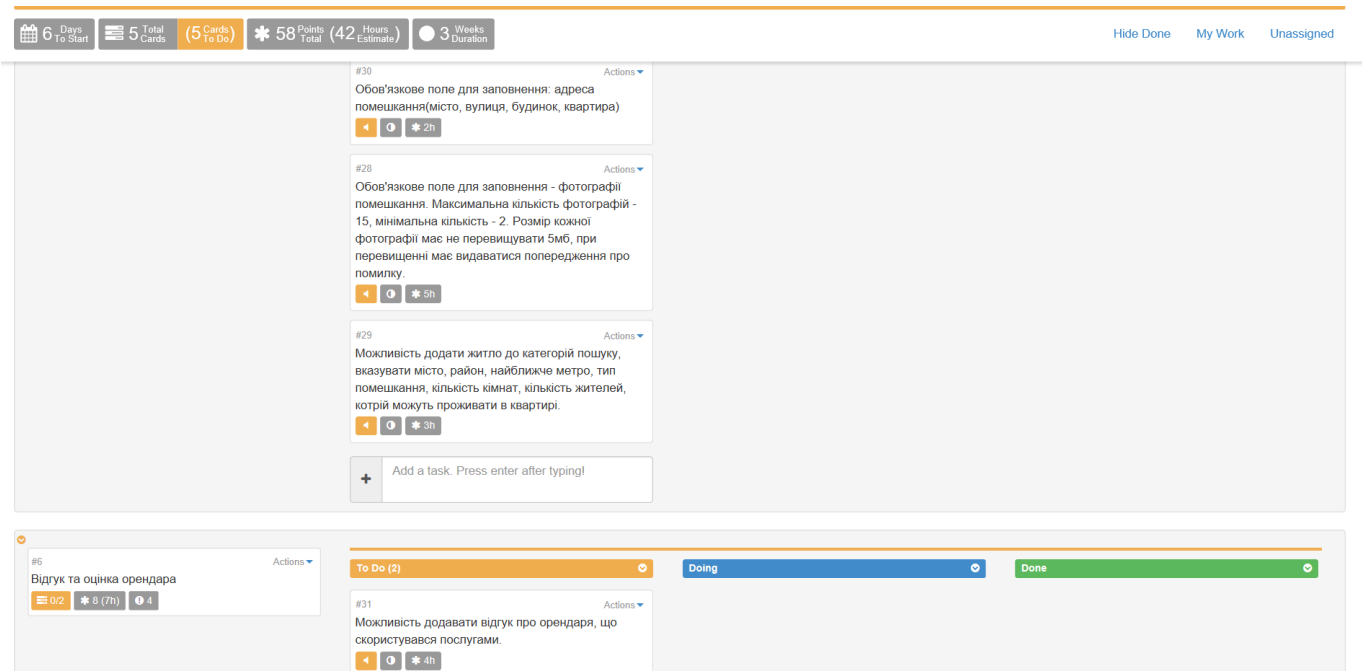 6 Days To Start 5 Total Cards (5 Cards To Do) 58 Points Total (42 Hours Estimate) 3 Weeks Duration Hide Done My Work Unassigned
#30 Actions
Обов'язкове поле для заповнення: адреса
помешкання(місто, вулиця, будинок, квартира)
2h
#28 Actions
Обов'язкове поле для заповнення - фотографії
помешкання. Максимальна кількість фотографій -
15, мінімальна кількість - 2. Розмір кожної
фотографії має не перевищувати 5мб, при
перевищенні має видаватися попередження про
помилку.
5h
#29 Actions
Можливість додати житло до категорій пошуку,
вказувати місто, район, найближче метро, тип
помешкання, кількість кімнат, кількість жителей,
котрій можуть проживати в квартирі.
3h
Add a task. Press enter after typing!
#6 Actions
Відгук та оцінка орендара
0/2 8 (7h) 4
To Do (2) Doing Done
#31 Actions
Можливість додавати відгук про орендаря, що
скористувався послугами.
4h